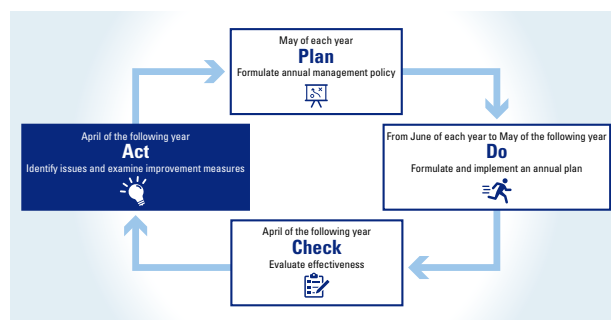 May of each year
Plan
Formulate annual management policy
April of the following year
Act
Identify issues and examine improvement measures
From June of each year to May of the following year
Do
Formulate and implement an annual plan
April of the following year
Check
Evaluate effectiveness